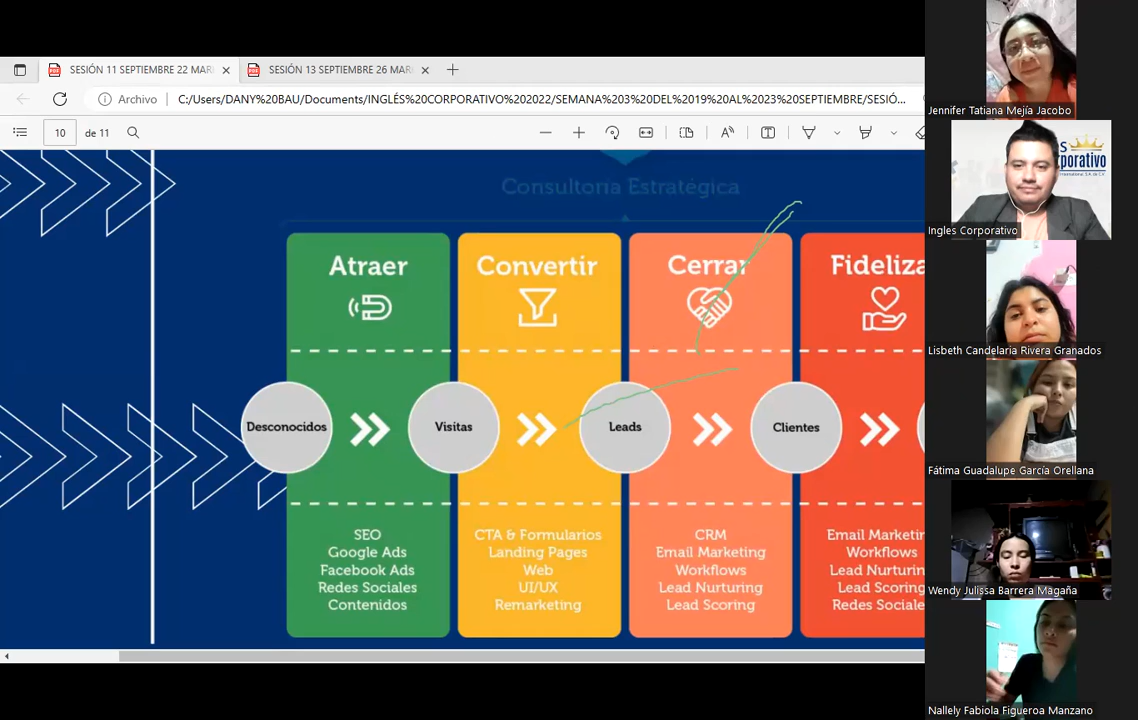 SESIÓN 11 SEPTIEMBRE 22 MAR
SESIÓN 13 SEPTIEMBRE 26 MAR
Archivo
C:/Users/DANY%20BAU/Documents/INGLÉS%20CORPORATIVO%202022/SEMANA%203%20DEL%2019%20AL%2023%20SEPTIEMBRE/SESIÓ...
10
de 11
Consultoria Estratégica
Atraer
Convertir
Cerrar
Fideliza
Desconocidos
Visitas
Leads
Clientes
SEO
Google Ads
Facebook Ads
Redes Sociales
Contenidos
CTA & Formularios
Landing Pages
Web
UI/UX
Remarketing
CRM
Email Marketing
Workflows
Lead Nurturing
Lead Scoring
Email Marketin
Workflows
Lead Nurturin
Lead Scoring
Redes Sociale
Jennifer Tatiana Mejía Jacobo
S
porativo
International, S.A. de C.V.
Ingles Corporativo
Lisbeth Candelaria Rivera Granados
Fátima Guadalupe García Orellana
Wendy Julissa Barrera Magaña
Nallely Fabiola Figueroa Manzano